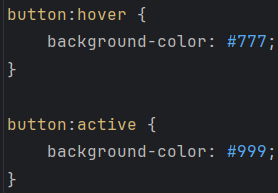 button:hover {
    background-color: #777;
}

button:active {
    background-color: #999;
}